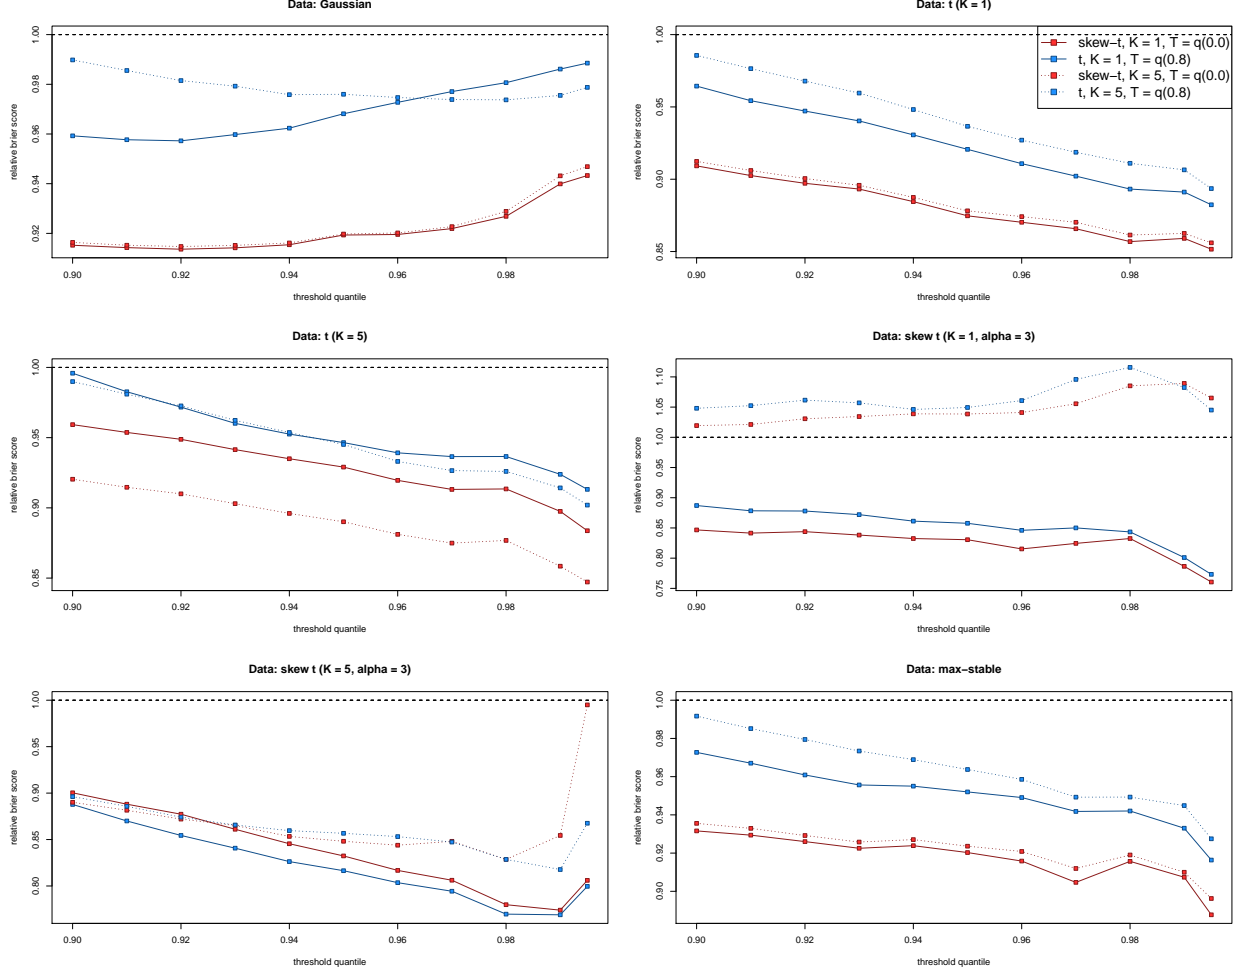 Data: Gaussian
relative brier score
1.00
0.98
0.96
0.94
0.92
0.90 0.92 0.94 0.96 0.98
threshold quantile
Data: t (K = 1)
relative brier score
1.00
0.95
0.90
0.85
skew−t, K = 1, T = q(0.0)
t, K = 1, T = q(0.8)
skew−t, K = 5, T = q(0.0)
t, K = 5, T = q(0.8)
0.90 0.92 0.94 0.96 0.98
threshold quantile
Data: t (K = 5)
relative brier score
1.00
0.95
0.90
0.85
0.90 0.92 0.94 0.96 0.98
threshold quantile
Data: skew t (K = 1, alpha = 3)
relative brier score
1.10
1.05
1.00
0.95
0.90
0.85
0.80
0.75
0.90 0.92 0.94 0.96 0.98
threshold quantile
Data: skew t (K = 5, alpha = 3)
relative brier score
1.00
0.95
0.90
0.85
0.80
0.90 0.92 0.94 0.96 0.98
threshold quantile
Data: max−stable
relative brier score
1.00
0.98
0.96
0.94
0.92
0.90
0.90 0.92 0.94 0.96 0.98
threshold quantile